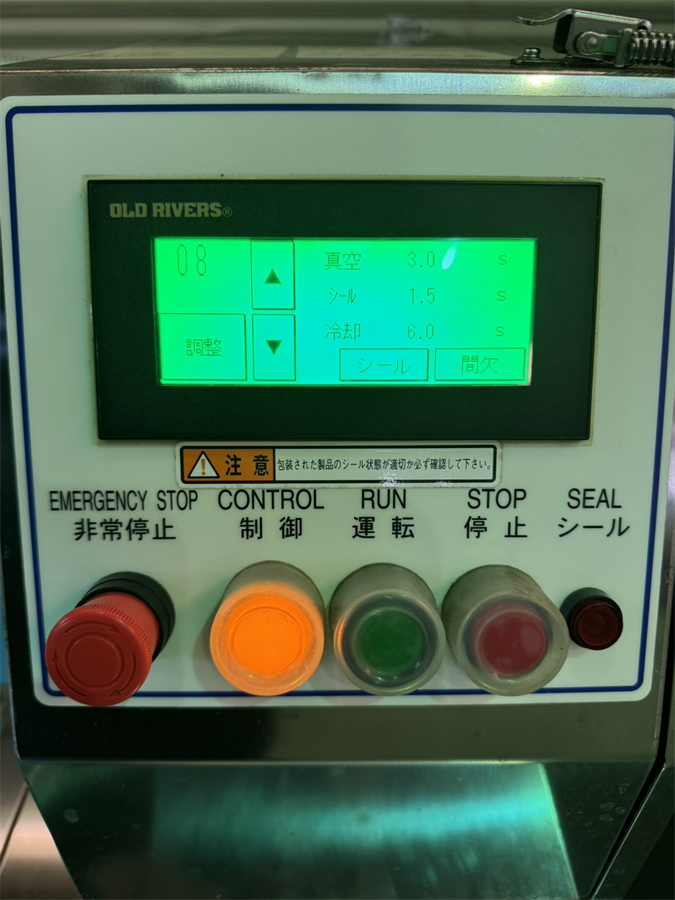 OLD RIVERS®
08
真空 3.0 s
シール 1.5 s
冷却 6.0 s
調整
シール 間欠
注意 包装された製品のシール状態が適切か必ず確認して下さい。
EMERGENCY STOP CONTROL RUN STOP SEAL
非常停止 制御 運転 停止 シール